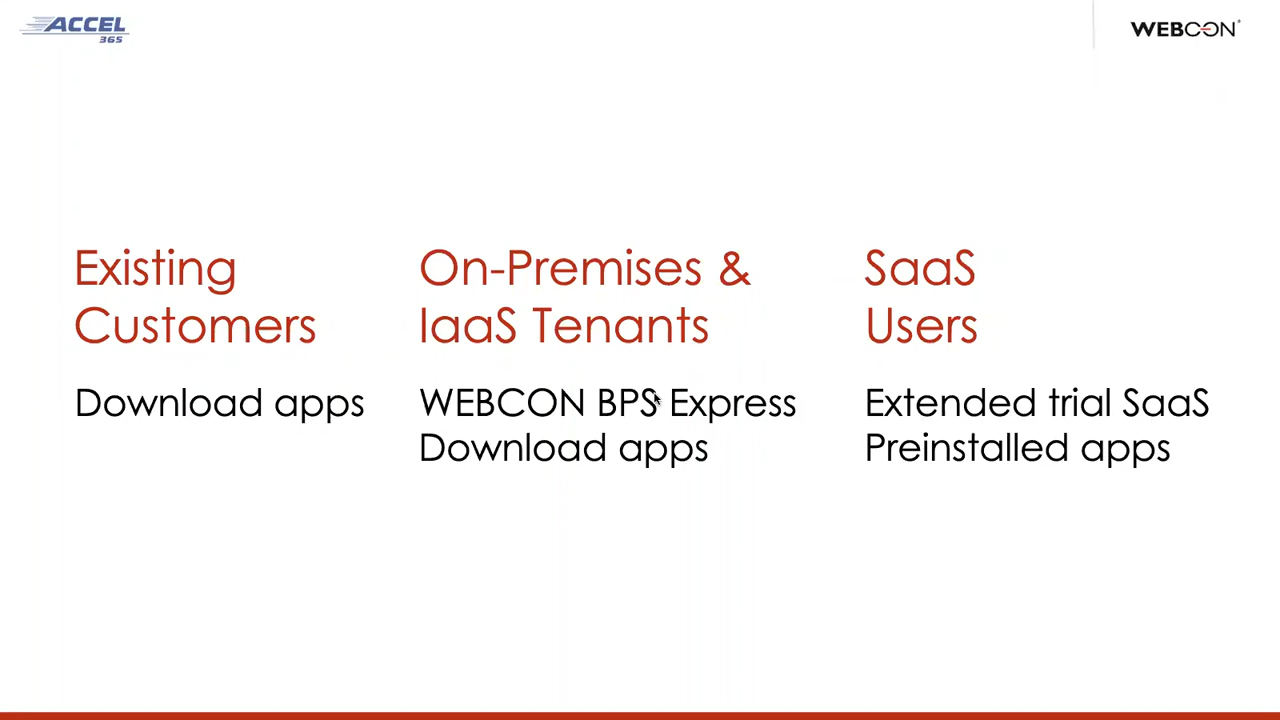 ACCEL
365
WEBCON
Existing
Customers
Download apps
On-Premises &
IaaS Tenants
WEBCON BPS Express
Download apps
SaaS
Users
Extended trial SaaS
Preinstalled apps